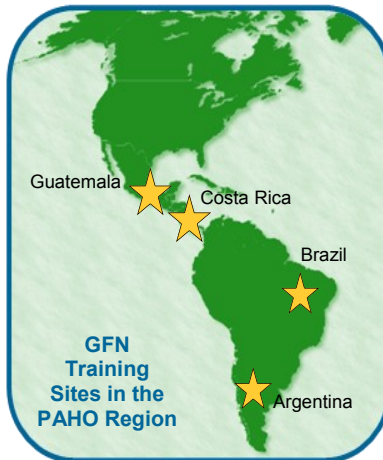 Guatemala
Costa Rica
Brazil
GFN
Training
Sites in the
PAHO Region
Argentina